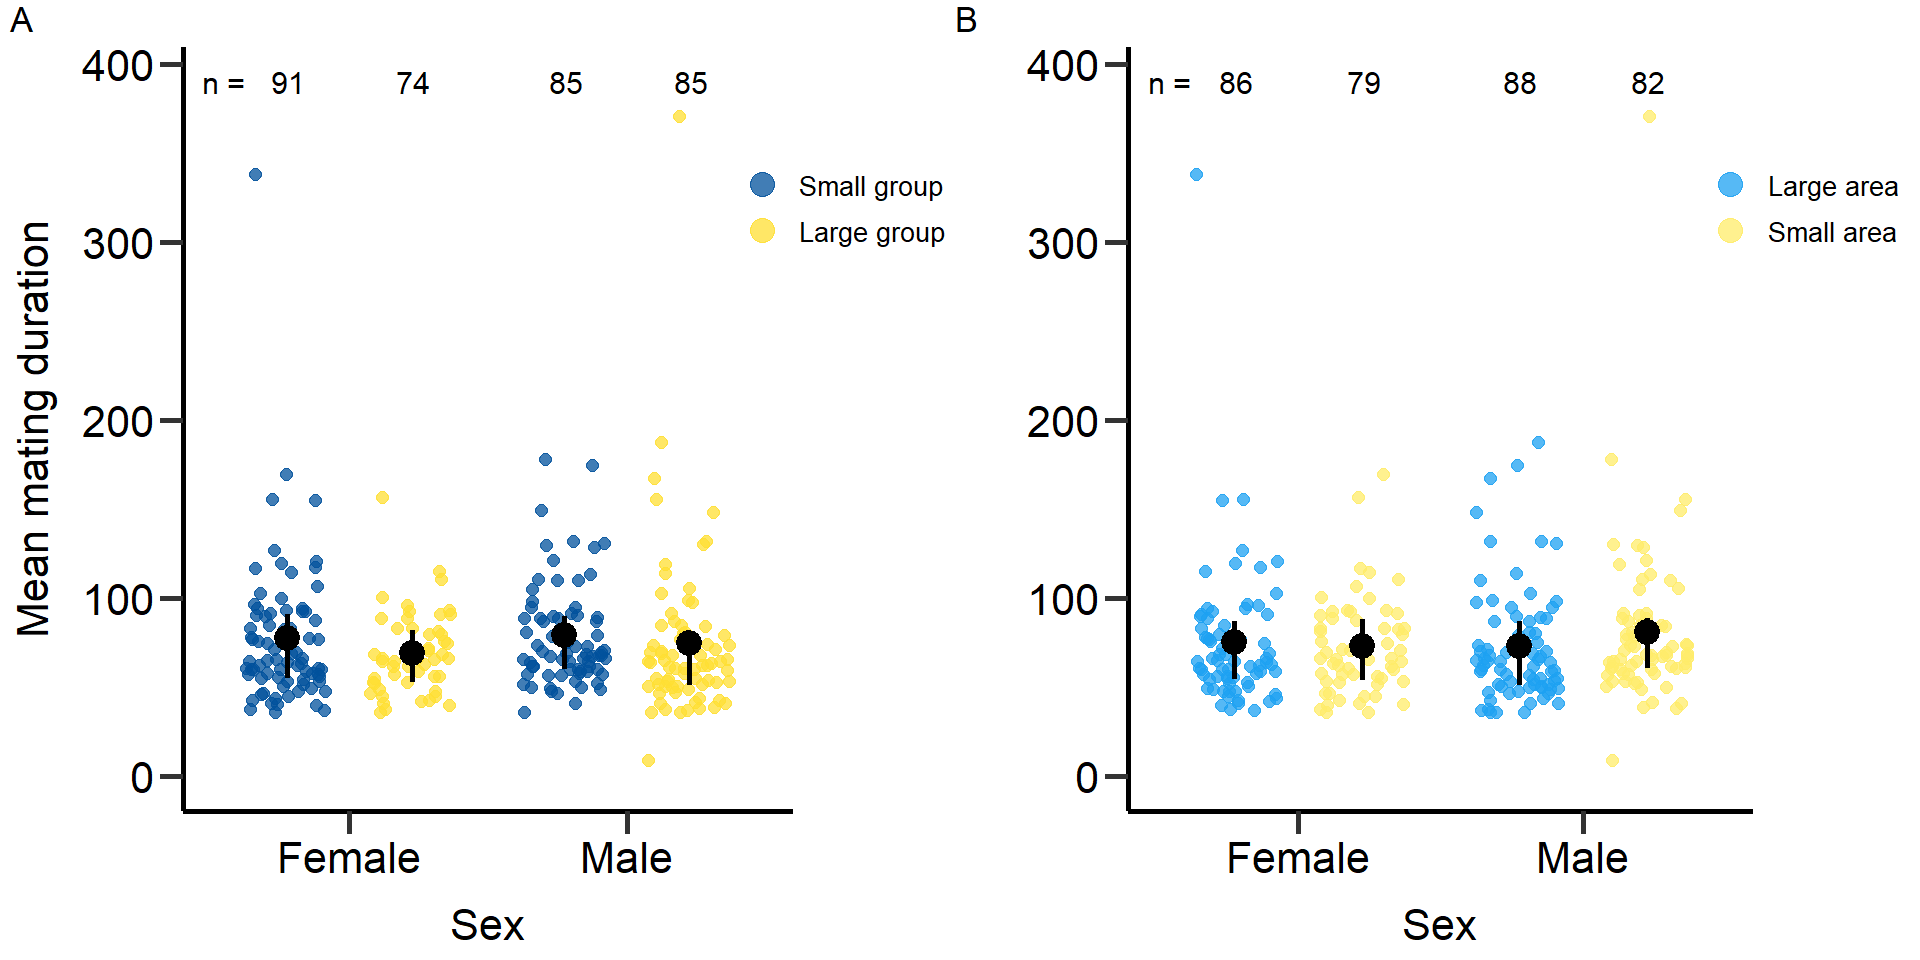 A
400
300
200
100
0
Mean mating duration
n = 91 74 85 85
Small group
Large group
Female Male
Sex
B
400
300
200
100
0
n = 86 79 88 82
Large area
Small area
Female Male
Sex